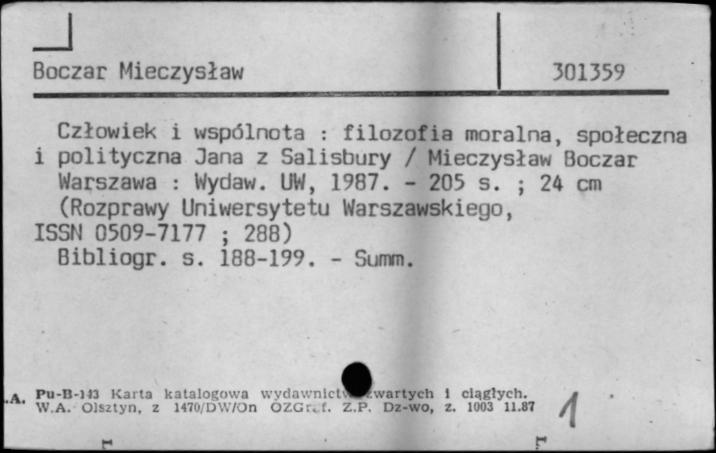 Boczar Mieczysław 301359
Człowiek i wspólnota : filozofia moralna, społeczna
i polityczna Jana z Salisbury / Mieczysław Boczar
Warszawa : Wydaw. UW, 1987. - 205 s. ; 24 cm
(Rozprawy Uniwersytetu Warszawskiego,
ISSN 0509-7177 ; 288)
Bibliogr. s. 188-199. - Summ.
.A. Pu-B-143 Karta katalogowa zwartych i ciągłych.
W.A. Olsztyn, z 1470/DW/On OZGraf. Z.P. Dz-wo, z. 1003 11.87
1